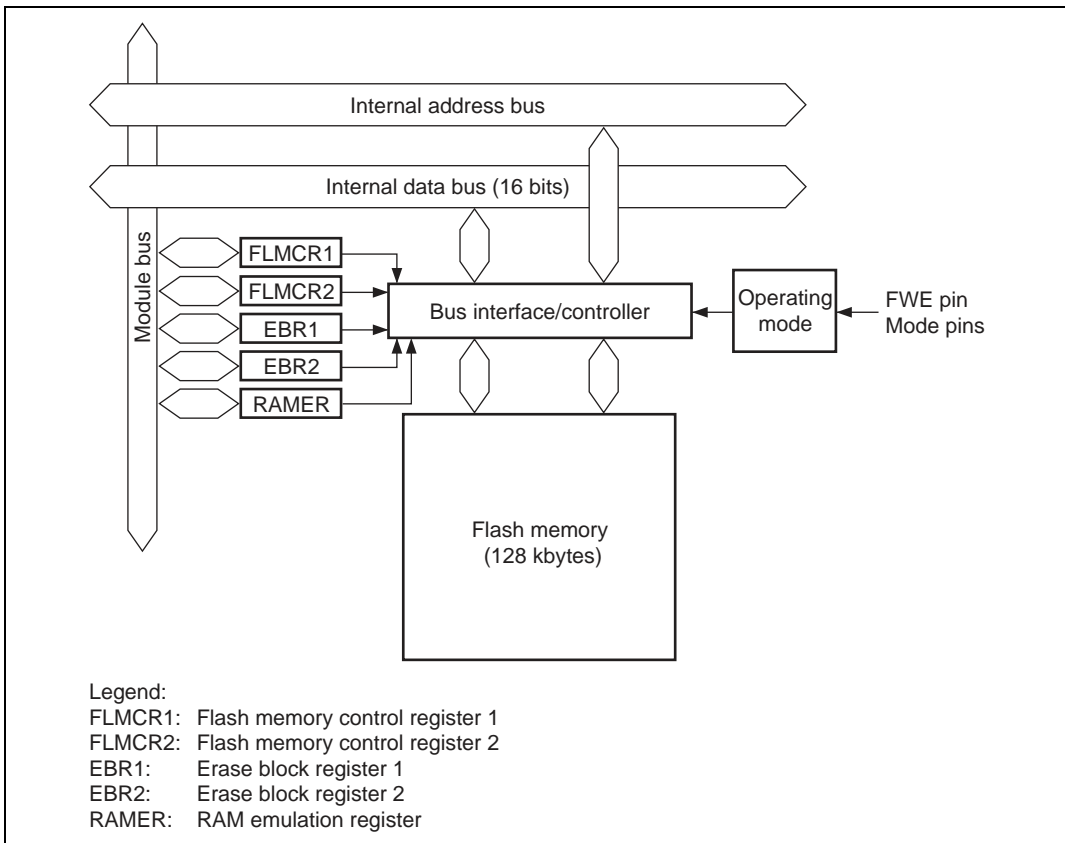 Internal address bus
Internal data bus (16 bits)
Module bus
FLMCR1
FLMCR2
EBR1
EBR2
RAMER
Bus interface/controller
Operating
mode
FWE pin
Mode pins
Flash memory
(128 kbytes)
Legend:
FLMCR1: Flash memory control register 1
FLMCR2: Flash memory control register 2
EBR1: Erase block register 1
EBR2: Erase block register 2
RAMER: RAM emulation register